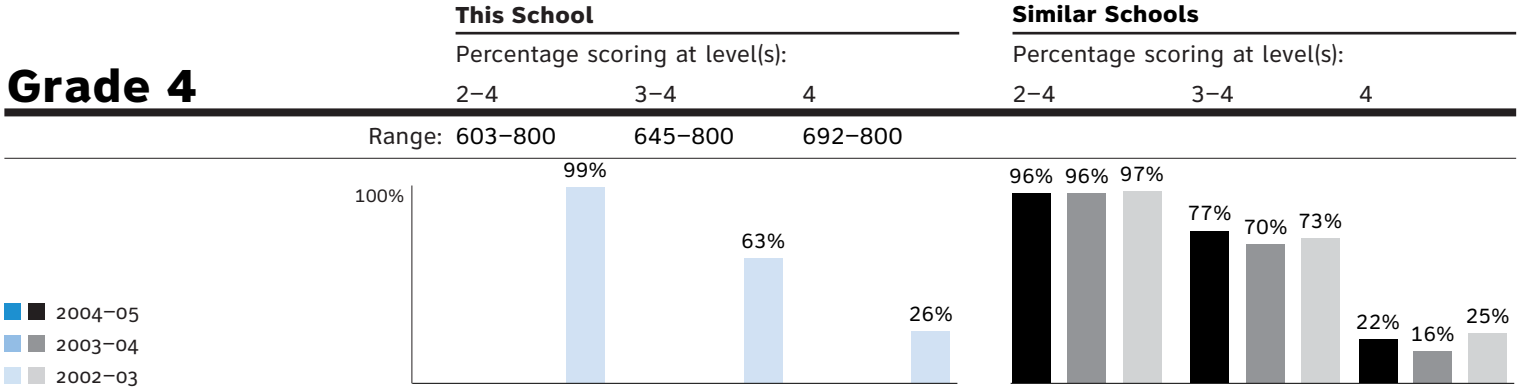 This School Similar Schools
Percentage scoring at level(s): Percentage scoring at level(s):
Grade 4 2–4 3–4 4 2–4 3–4 4
Range: 603–800 645–800 692–800
99% 96% 96% 97%
100% 77% 70% 73%
63%
26% 22% 16% 25%
2004–05
2003–04
2002–03